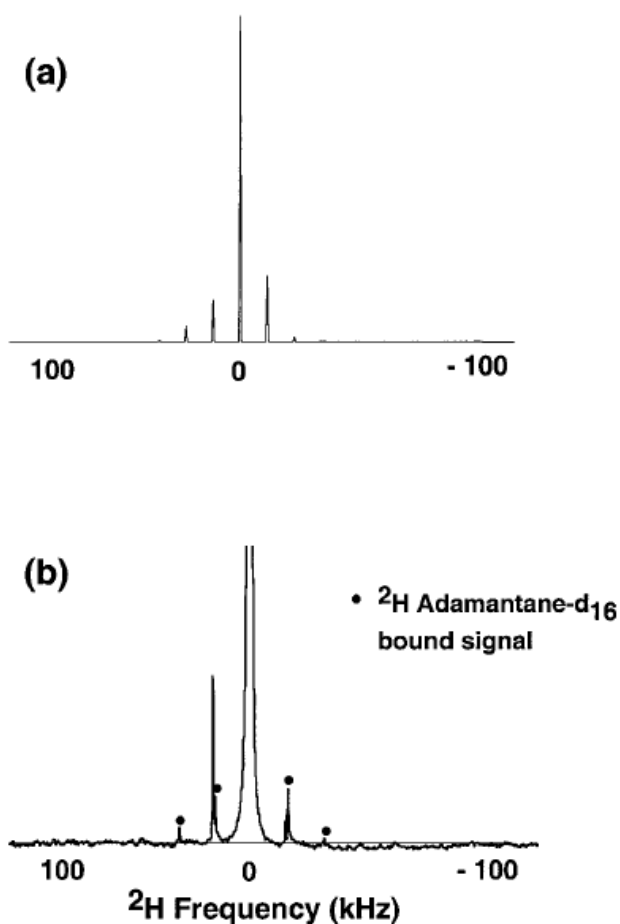 (a)
100 0 - 100
(b)
• ²H Adamantane-d₁₆
bound signal
100 0 - 100
²H Frequency (kHz)